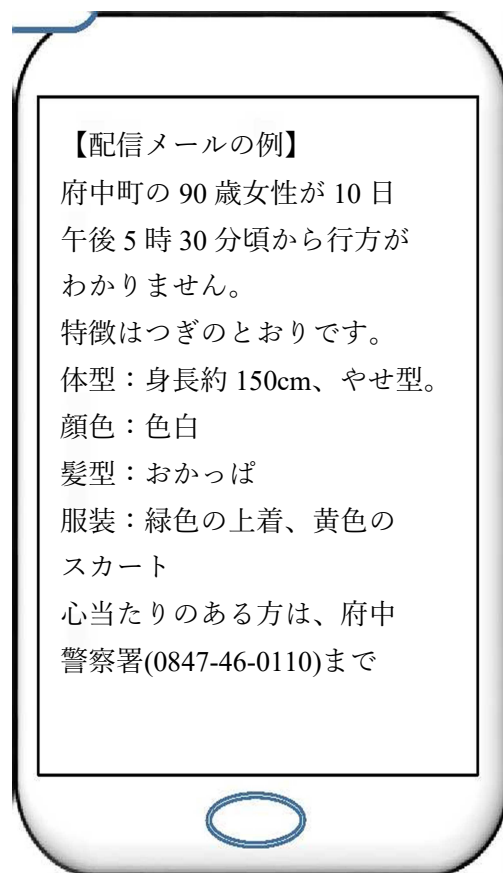 【配信メールの例】
府中町の 90 歳女性が 10 日
午後 5 時 30 分頃から行方が
わかりません。
特徴はつぎのとおりです。
体型：身長約 150cm、やせ型。
顔色：色白
髪型：おかっぱ
服装：緑色の上着、黄色の
スカート
心当たりのある方は、府中
警察署(0847-46-0110)まで